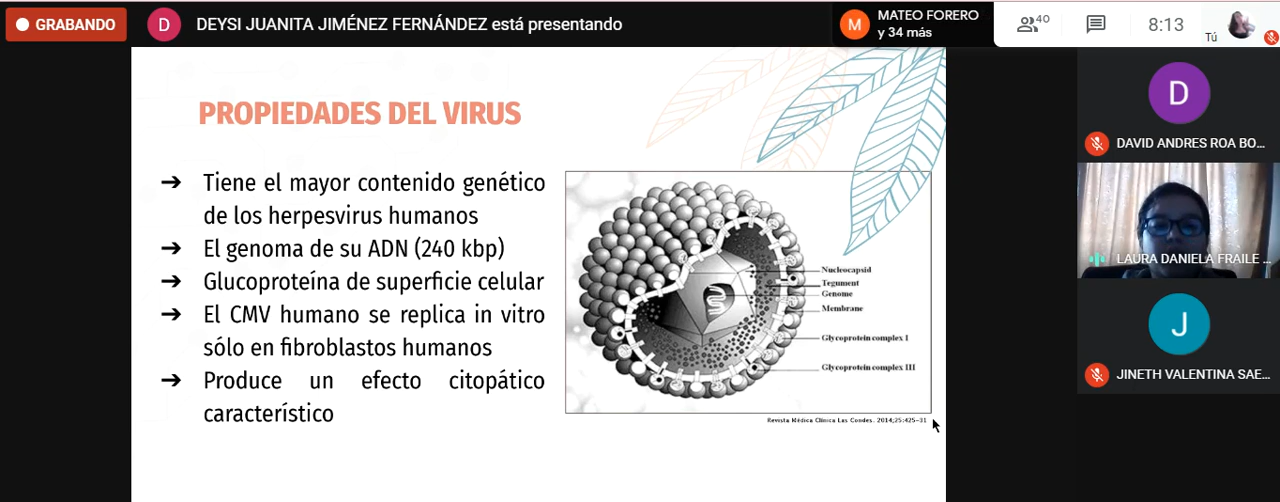 GRABANDO
D
DEYSI JUANITA JIMÉNEZ FERNÁNDEZ está presentando
M
MATEO FORERO
y 34 más
40
8:13
Tú
PROPIEDADES DEL VIRUS
➔ Tiene el mayor contenido genético
de los herpesvirus humanos
➔ El genoma de su ADN (240 kbp)
➔ Glucoproteína de superficie celular
➔ El CMV humano se replica in vitro
sólo en fibroblastos humanos
➔ Produce un efecto citopático
característico
Nucleocapsid
Tegument
Genome
Membrane
Glycoprotein complex I
Glycoprotein complex III
Revista Médica Clínica Las Condes. 2014;25:425-31
D
DAVID ANDRES ROA BO...
LAURA DANIELA FRAILE ...
J
JINETH VALENTINA SAE...